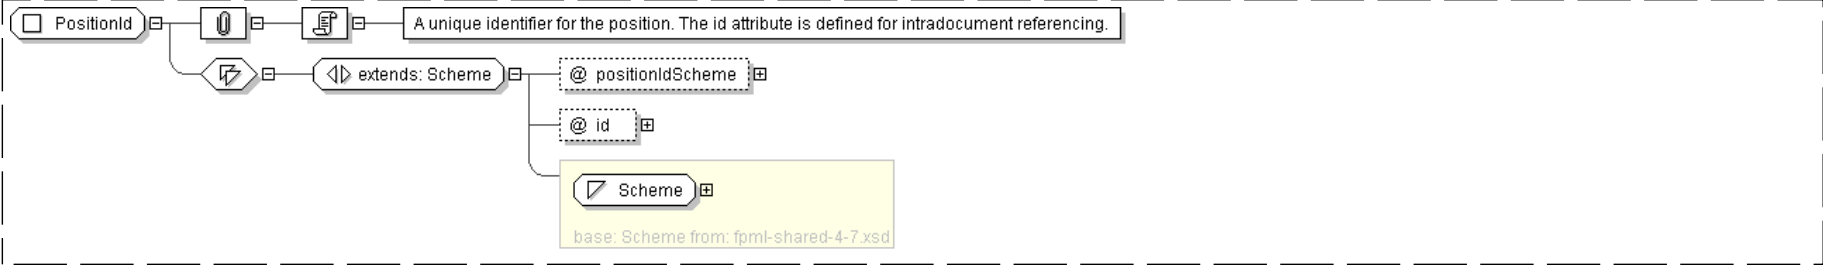 PositionId
A unique identifier for the position. The id attribute is defined for intradocument referencing.
extends: Scheme
@ positionIdScheme
@ id
Scheme
base: Scheme from: fpml-shared-4-7.xsd